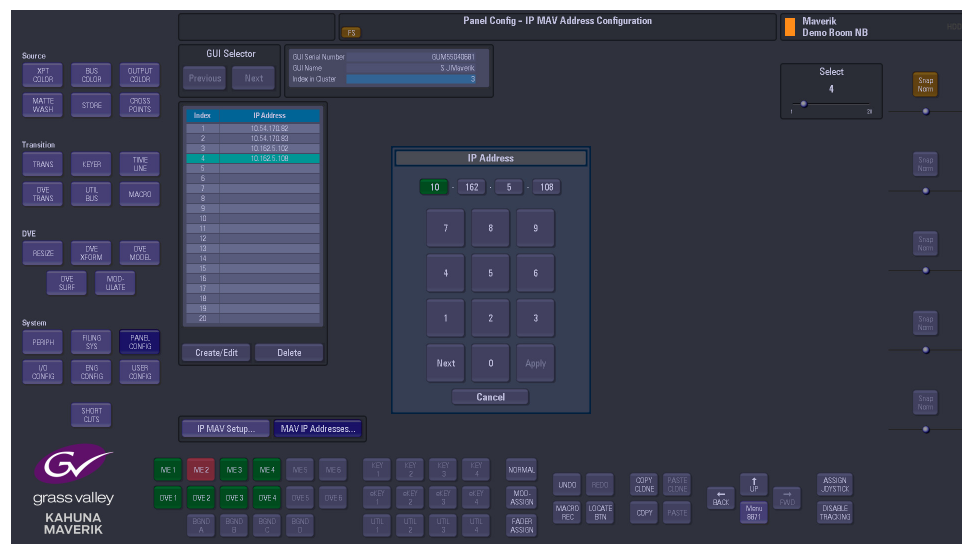 Panel Config - IP MAV Address Configuration
FS
Maverik
Demo Room NB
Source
XPT
COLOR
BUS
COLOR
OUTPUT
COLOR
MATTE
WASH
STORE
CROSS
POINTS
Transition
TRANS
KEYER
TIME
LINE
DVE
TRANS
UTIL
BUS
MACRO
DVE
RESIZE
DVE
XFORM
DVE
MODEL
DVE
SURF
MOD-
ULATE
System
PERIPH
FILING
SYS
PANEL
CONFIG
I/O
CONFIG
ENG
CONFIG
USER
CONFIG
SHORT
CUTS
GV
grass valley
KAHUNA
MAVERIK
GUI Selector
Previous
Next
GUI Serial Number GUM55040681
GUI Name S J/Maverik
Index in Cluster 3
Index IP Address
1 10.54.170.82
2 10.54.170.83
3 10.162.5.102
4 10.162.5.108
5
6
7
8
9
10
11
12
13
14
15
16
17
18
19
20
Create/Edit
Delete
IP MAV Setup...
MAV IP Addresses...
IP Address
10 . 162 . 5 . 108
7 8 9
4 5 6
1 2 3
Next 0 Apply
Cancel
Select
4
1 20
Snap
Norm
Snap
Norm
Snap
Norm
Snap
Norm
Snap
Norm
ME 1 ME 2 ME 3 ME 4 ME 5 ME 6
DVE 1 DVE 2 DVE 3 DVE 4 DVE 5 DVE 6
BGND
A
BGND
B
BGND
C
BGND
D
KEY
1
KEY
2
KEY
3
KEY
4
NORMAL
1
2
3
4
MOD-
ASSIGN
UTIL
1
UTIL
2
UTIL
3
UTIL
4
FADER
ASSIGN
UNDO
REDO
MACRO
REC
LOCATE
BTN
COPY
CLONE
PASTE
CLONE
COPY
PASTE
← BACK
↑ UP
Menu
8871
→ FWD
ASSIGN
JOYSTICK
DISABLE
TRACKING